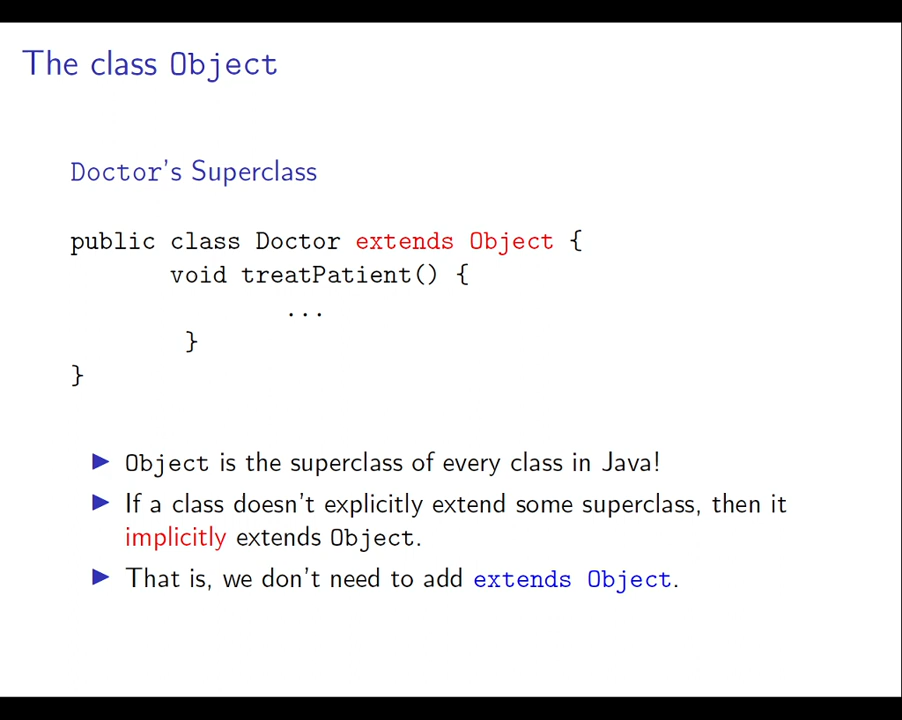 The class Object
Doctor's Superclass
public class Doctor extends Object {
void treatPatient() {
...
}
}
▶ Object is the superclass of every class in Java!
▶ If a class doesn't explicitly extend some superclass, then it
implicitly extends Object.
▶ That is, we don't need to add extends Object.